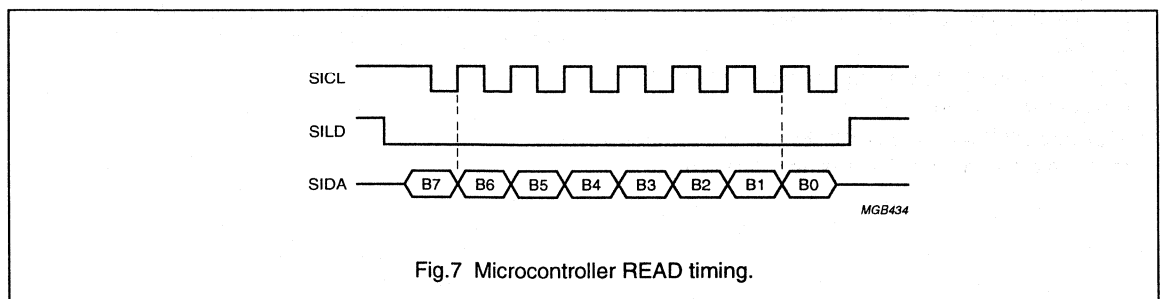 SICL
SILD
SIDA B7 B6 B5 B4 B3 B2 B1 B0
MGB434
Fig.7 Microcontroller READ timing.